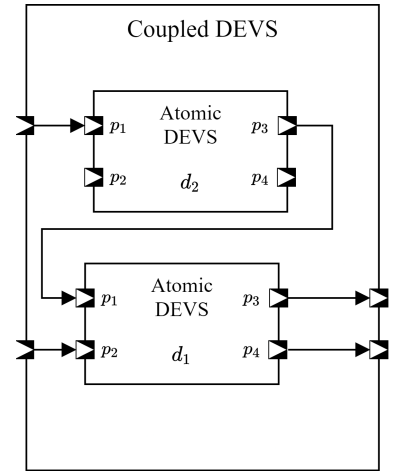 Coupled DEVS
Atomic
DEVS
p₁ p₃
p₂ p₄
d₂
Atomic
DEVS
p₁ p₃
p₂ p₄
d₁